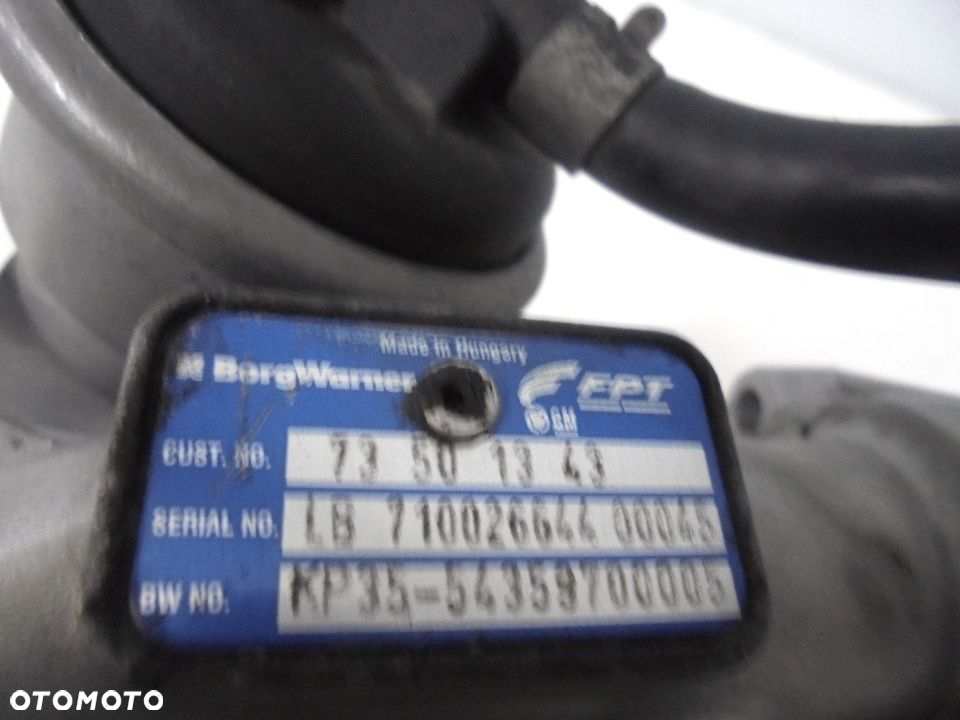 Made in Hungary
BorgWarner
FPT
GM
CUST. NO. 73 50 13 43
SERIAL NO. LB 710026644 00045
BW NO. KP35-54359700005
OTOMOTO